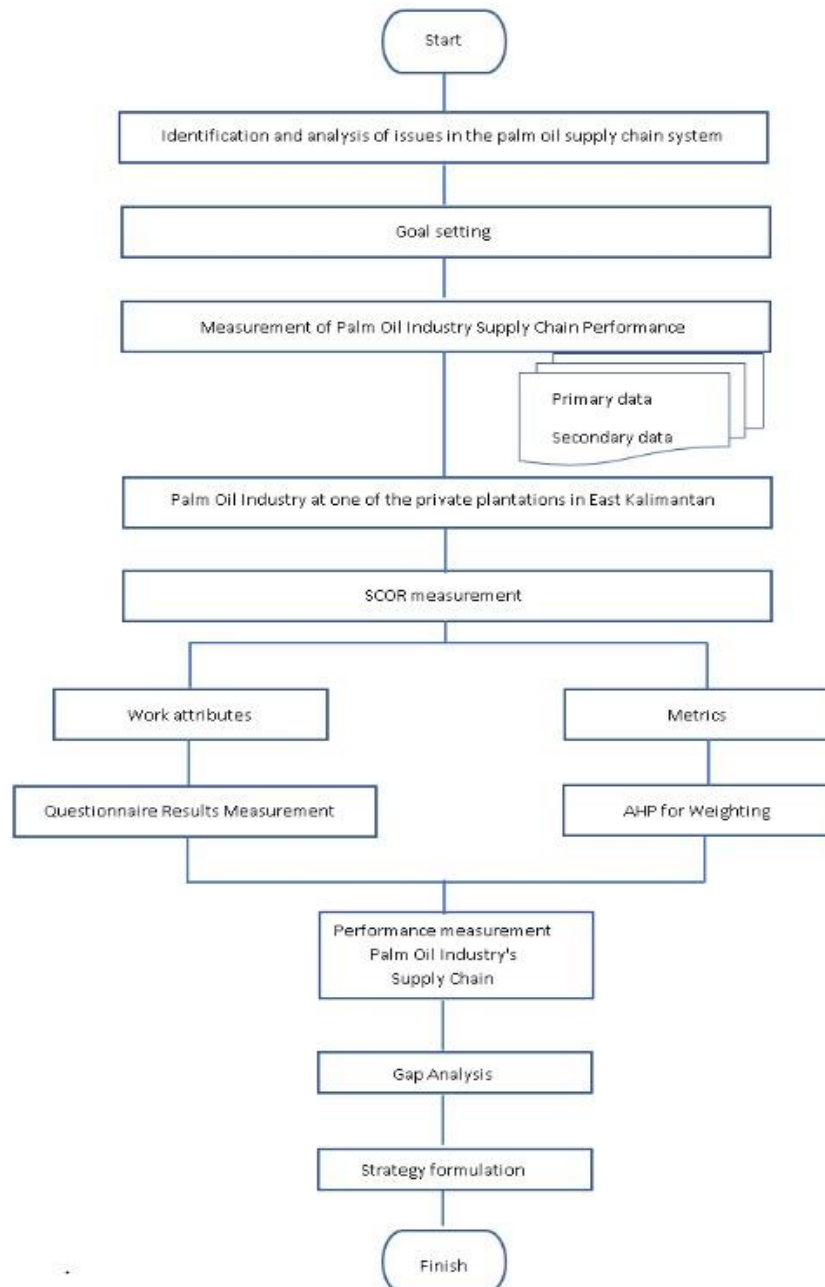 Start
Identification and analysis of issues in the palm oil supply chain system
Goal setting
Measurement of Palm Oil Industry Supply Chain Performance
Primary data
Secondary data
Palm Oil Industry at one of the private plantations in East Kalimantan
SCOR measurement
Work attributes
Metrics
Questionnaire Results Measurement
AHP for Weighting
Performance measurement
Palm Oil Industry's
Supply Chain
Gap Analysis
Strategy formulation
Finish